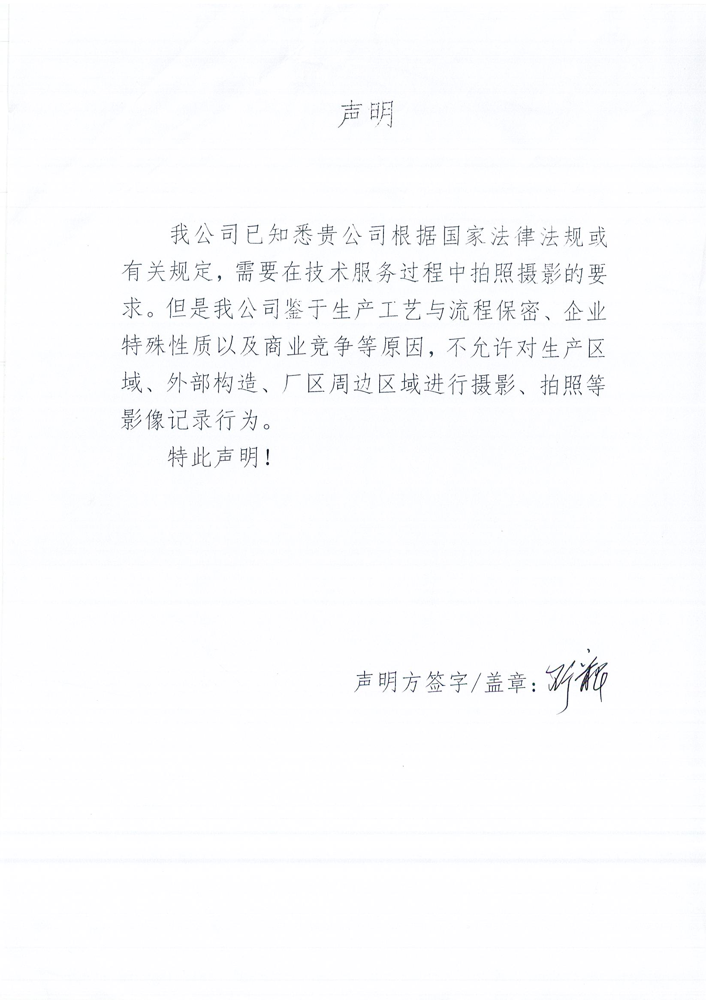 声明
我公司已知悉贵公司根据国家法律法规或
有关规定，需要在技术服务过程中拍照摄影的要
求。但是我公司鉴于生产工艺与流程保密、企业
特殊性质以及商业竞争等原因，不允许对生产区
域、外部构造、厂区周边区域进行摄影、拍照等
影像记录行为。
特此声明！
声明方签字/盖章：